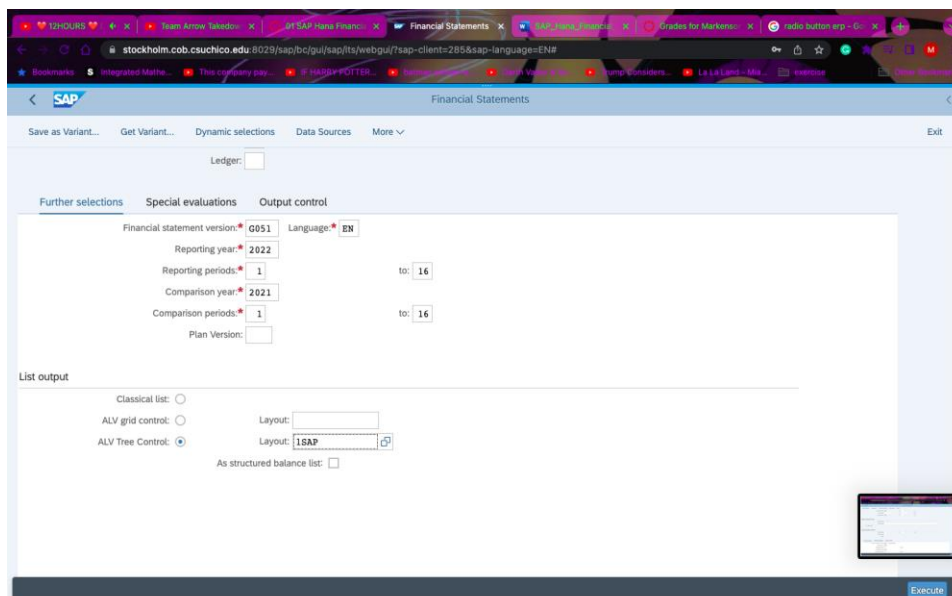 12HOURS
Team Arrow Takedow
01 SAP Hana Financi
Financial Statements
SAP_Hana_Financia
Grades for Markenso
radio button erp - Go
stockholm.cob.csuchico.edu:8029/sap/bc/gui/sap/its/webgui/?sap-client=285&sap-language=EN#
Bookmarks
S Integrated Mathe...
This company pay...
IF HARRY POTTER...
Trump Considers...
La La Land – Mia...
exercise
SAP
Financial Statements
Save as Variant... Get Variant... Dynamic selections Data Sources More Exit
Ledger:
Further selections Special evaluations Output control
Financial statement version:* G051 Language:* EN
Reporting year:* 2022
Reporting periods:* 1 to: 16
Comparison year:* 2021
Comparison periods:* 1 to: 16
Plan Version:
List output
Classical list:
ALV grid control: Layout:
ALV Tree Control: Layout: 1SAP
As structured balance list:
Execute